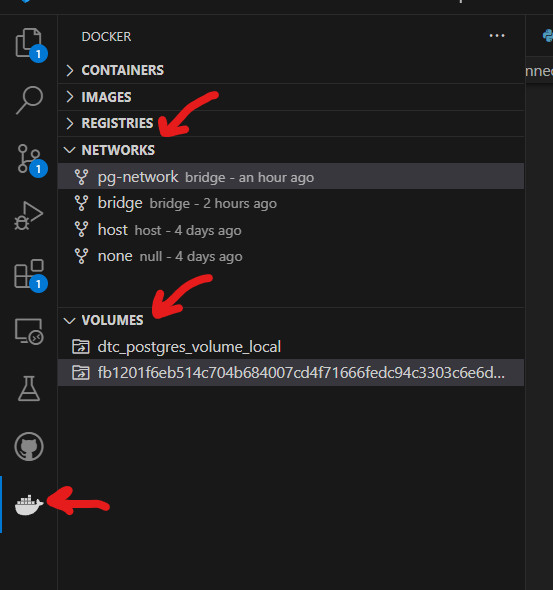 DOCKER
...
CONTAINERS
IMAGES
REGISTRIES
NETWORKS
pg-network bridge - an hour ago
bridge bridge - 2 hours ago
host host - 4 days ago
none null - 4 days ago
VOLUMES
dtc_postgres_volume_local
fb1201f6eb514c704b684007cd4f71666fedc94c3303c6e6d...
1
1
1
nnec